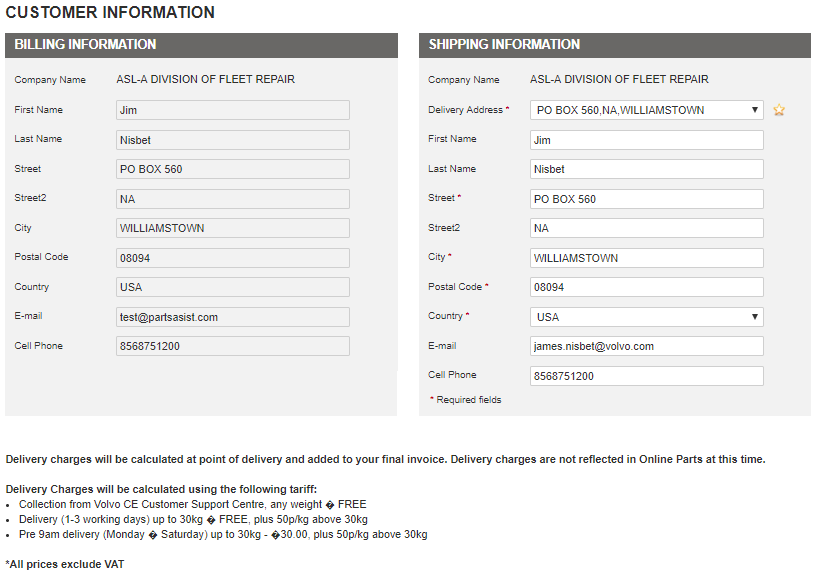 CUSTOMER INFORMATION
BILLING INFORMATION
Company Name ASL-A DIVISION OF FLEET REPAIR
First Name Jim
Last Name Nisbet
Street PO BOX 560
Street2 NA
City WILLIAMSTOWN
Postal Code 08094
Country USA
E-mail test@partsasist.com
Cell Phone 8568751200
SHIPPING INFORMATION
Company Name ASL-A DIVISION OF FLEET REPAIR
Delivery Address * PO BOX 560,NA,WILLIAMSTOWN
First Name Jim
Last Name Nisbet
Street * PO BOX 560
Street2 NA
City * WILLIAMSTOWN
Postal Code * 08094
Country * USA
E-mail james.nisbet@volvo.com
Cell Phone 8568751200
* Required fields
Delivery charges will be calculated at point of delivery and added to your final invoice. Delivery charges are not reflected in Online Parts at this time.
Delivery Charges will be calculated using the following tariff:
• Collection from Volvo CE Customer Support Centre, any weight � FREE
• Delivery (1-3 working days) up to 30kg � FREE, plus 50p/kg above 30kg
• Pre 9am delivery (Monday � Saturday) up to 30kg - �30.00, plus 50p/kg above 30kg
*All prices exclude VAT